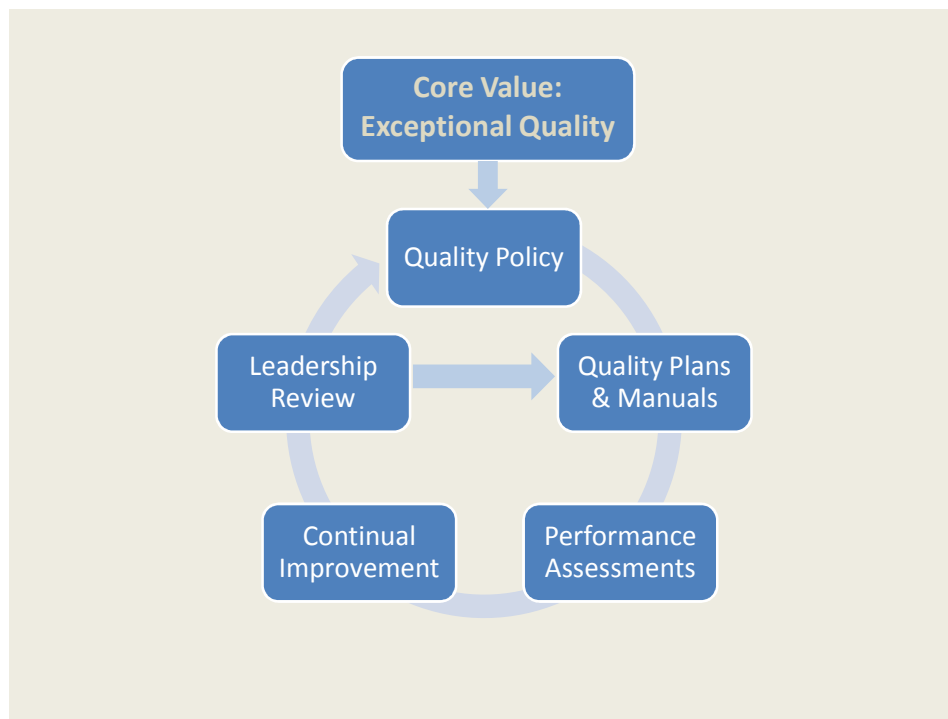 Core Value:
Exceptional Quality
Quality Policy
Leadership
Review
Quality Plans
& Manuals
Continual
Improvement
Performance
Assessments